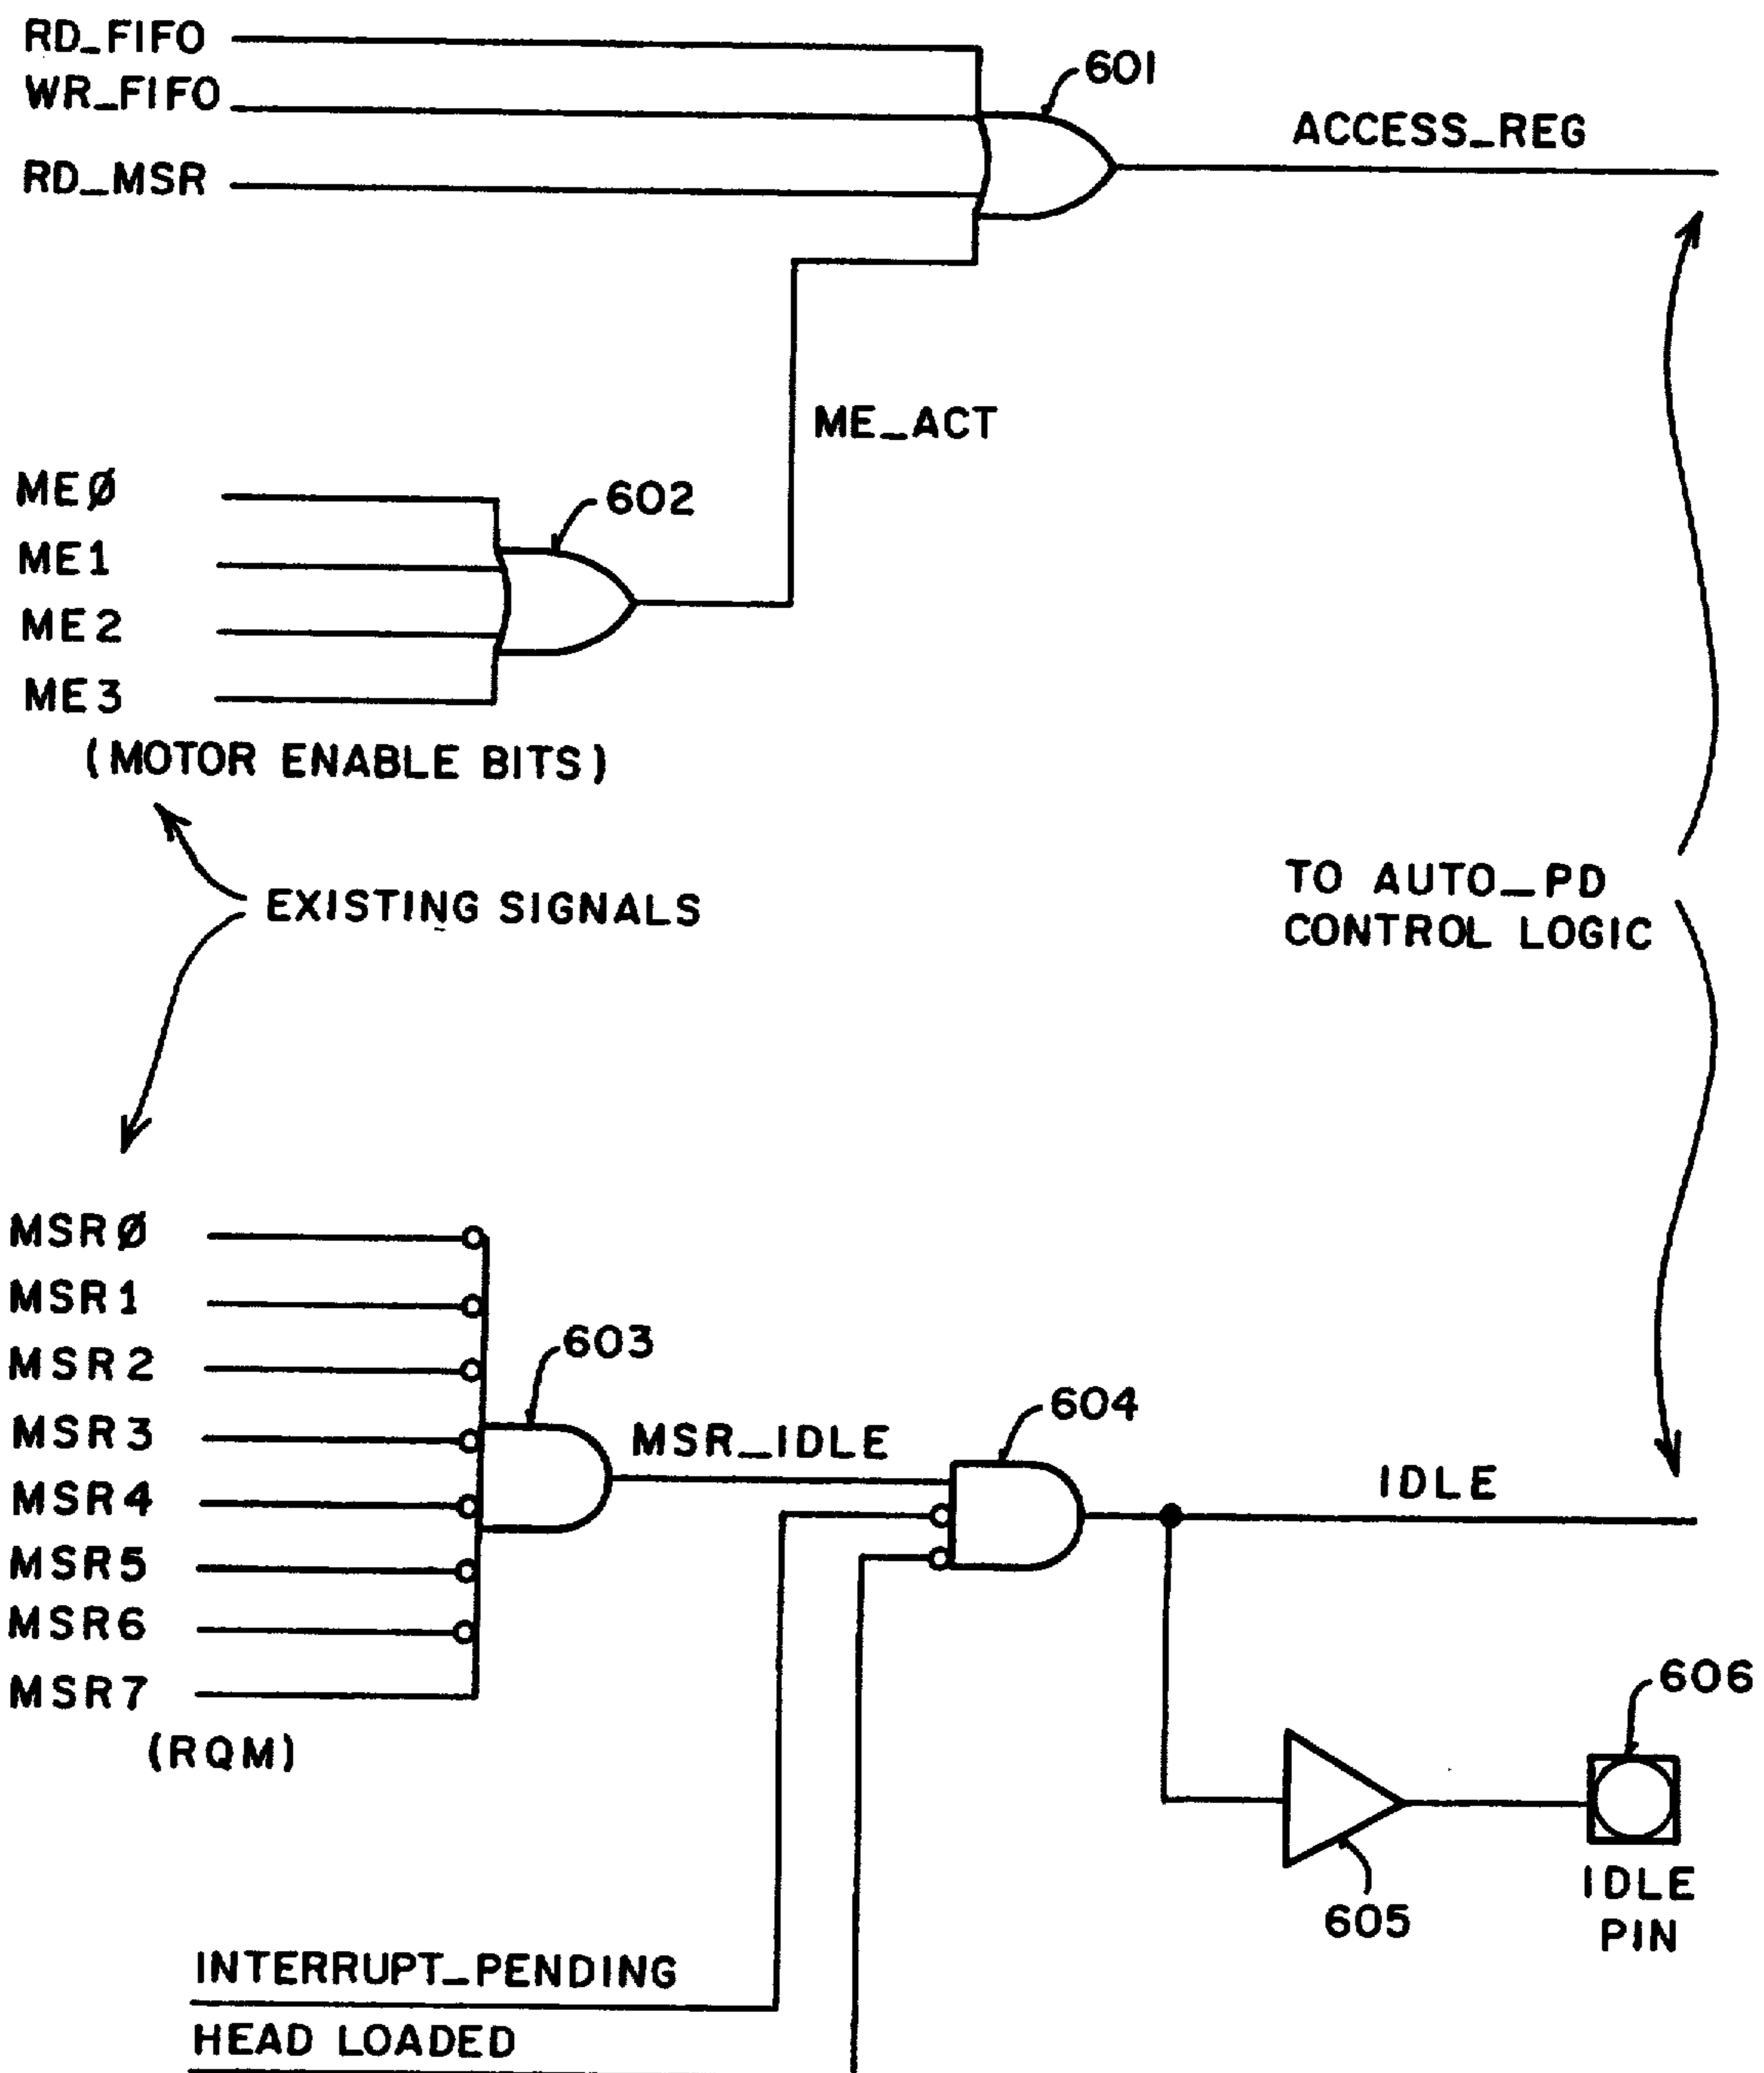 RD_FIFO
WR_FIFO
601
ACCESS_REG
RD_MSR
ME_ACT
MEØ
602
ME1
ME2
ME3
(MOTOR ENABLE BITS)
EXISTING SIGNALS
TO AUTO_PD
CONTROL LOGIC
MSRØ
MSR1
MSR2
603
MSR3
MSR_IDLE
604
IDLE
MSR4
MSR5
MSR6
MSR7
(RQM)
606
605
IDLE
PIN
INTERRUPT_PENDING
HEAD LOADED